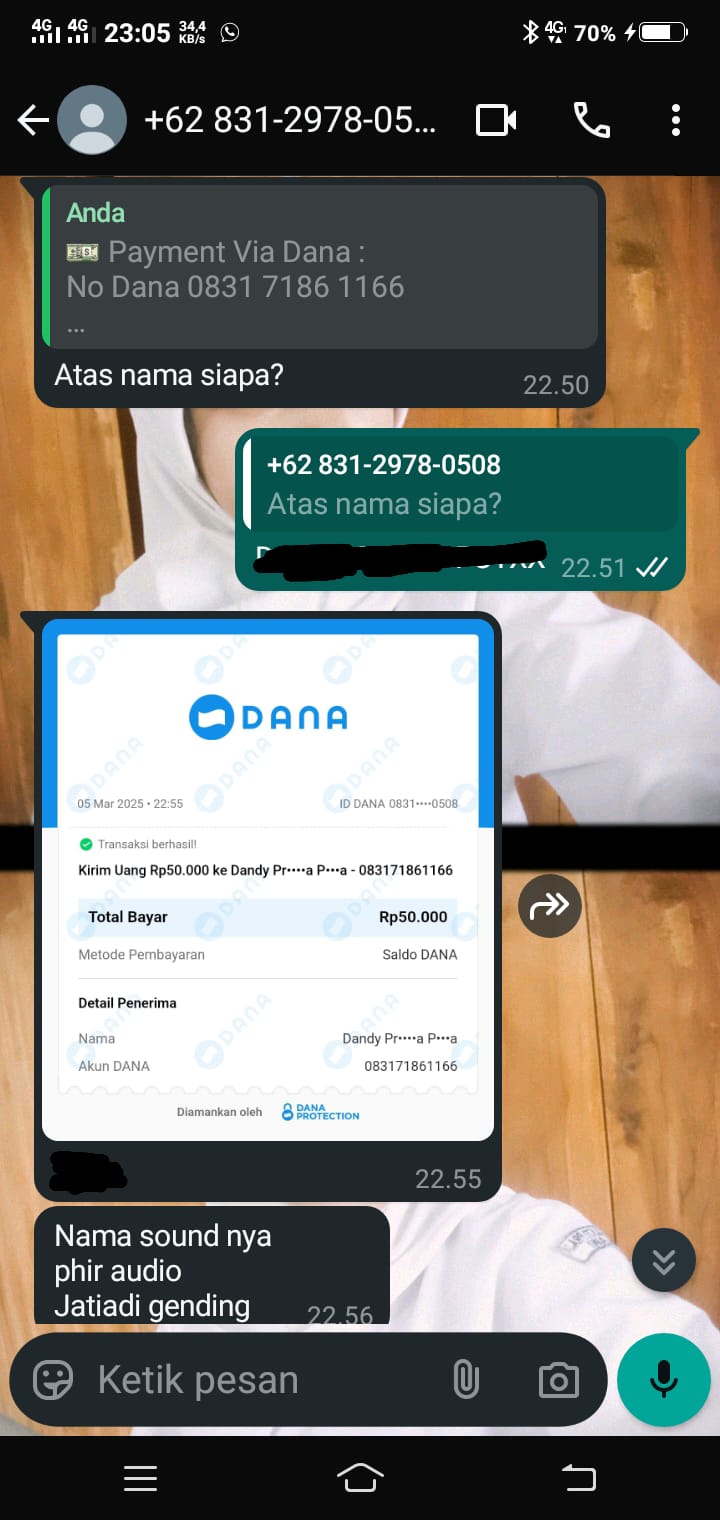 4G 4G 23:05 34,4 KB/s 4G 70%
+62 831-2978-05...
Anda
💵 Payment Via Dana :
No Dana 0831 7186 1166
...
Atas nama siapa?
22.50
+62 831-2978-0508
Atas nama siapa?
22.51
DANA
05 Mar 2025 • 22:55 ID DANA 0831••••0508
Transaksi berhasil!
Kirim Uang Rp50.000 ke Dandy Pr••••a P•••a - 083171861166
Total Bayar Rp50.000
Metode Pembayaran Saldo DANA
Detail Penerima
Nama Dandy Pr••••a P•••a
Akun DANA 083171861166
Diamankan oleh DANA PROTECTION
22.55
Nama sound nya
phir audio
Jatiadi gending 22.56
Ketik pesan